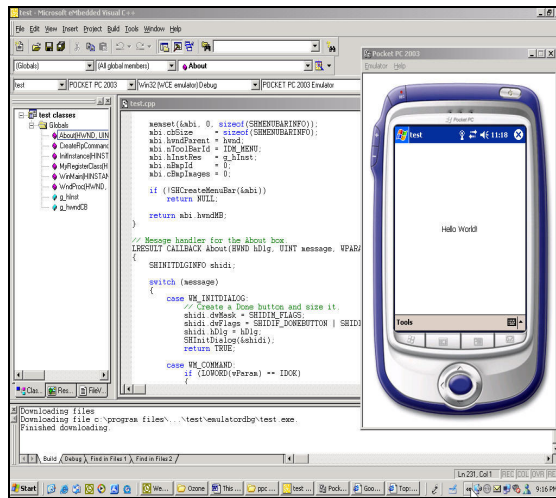 test - Microsoft eMbedded Visual C++
File Edit View Insert Project Build Tools Window Help
(Globals) (All global members) About
test POCKET PC 2003 Win32 (WCE emulator) Debug POCKET PC 2003 Emulator
test classes
Globals
About(HWND, UIN
CreateRpCommand
InitInstance(HINST
MyRegisterClass(H
WinMain(HINSTAN
WndProc(HWND,
g_hInst
g_hwndCB
Clas... Res... FileV...
test.cpp
memset(&mbi, 0, sizeof(SHMENUBARINFO));
mbi.cbSize = sizeof(SHMENUBARINFO);
mbi.hwndParent = hwnd;
mbi.nToolBarId = IDM_MENU;
mbi.hInstRes = g_hInst;
mbi.nBmpId = 0;
mbi.cBmpImages = 0;
if (!SHCreateMenuBar(&mbi))
return NULL;
return mbi.hwndMB;
}
// Mesage handler for the About box.
LRESULT CALLBACK About(HWND hDlg, UINT message, WPARA
{
SHINITDLGINFO shidi;
switch (message)
{
case WM_INITDIALOG:
// Create a Done button and size it.
shidi.dwMask = SHIDIM_FLAGS;
shidi.dwFlags = SHIDIF_DONEBUTTON | SHIDI
shidi.hDlg = hDlg;
SHInitDialog(&shidi);
return TRUE;
case WM_COMMAND:
if (LOWORD(wParam) == IDOK)
{
Pocket PC 2003
Emulator Help
Pocket PC
test 11:18
Hello World!
Tools
Downloading files
Downloading file c:\program files\...\test\emulatordbg\test.exe.
Finished downloading.
Build Debug Find in Files 1 Find in Files 2
Ln 231, Col 1 REC COL OVR RE
Start We... Ozone This ... ppc ... test ... Pock... Goo... Top:... 9:16 PM